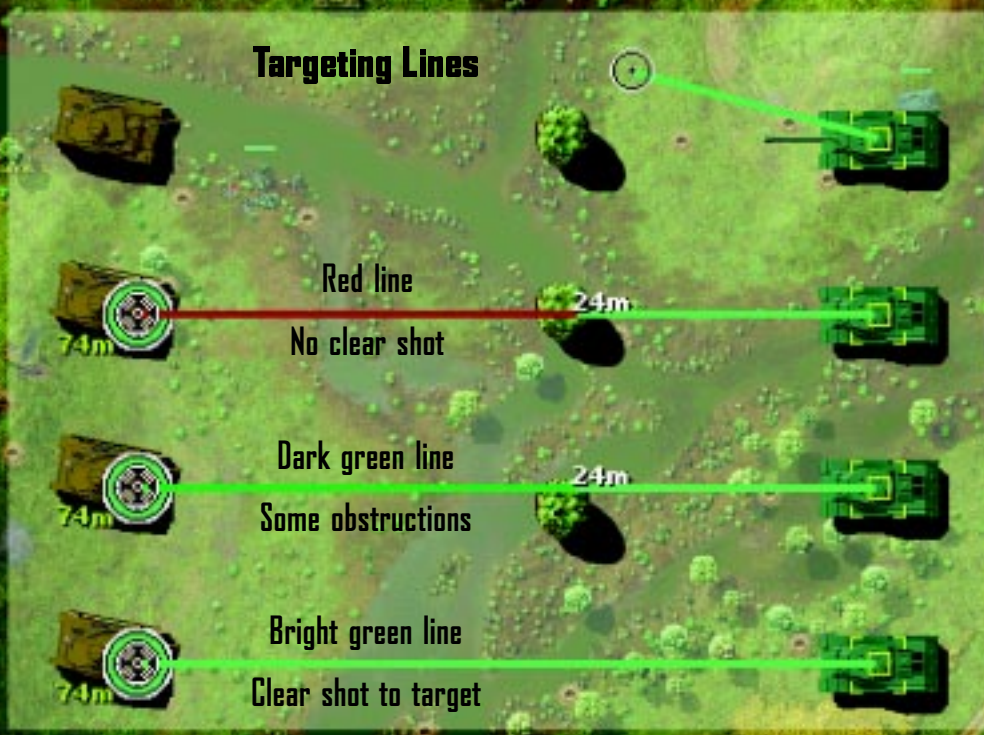 Targeting Lines
Red line
24m
No clear shot
74m
Dark green line
24m
Some obstructions
74m
Bright green line
Clear shot to target
74m